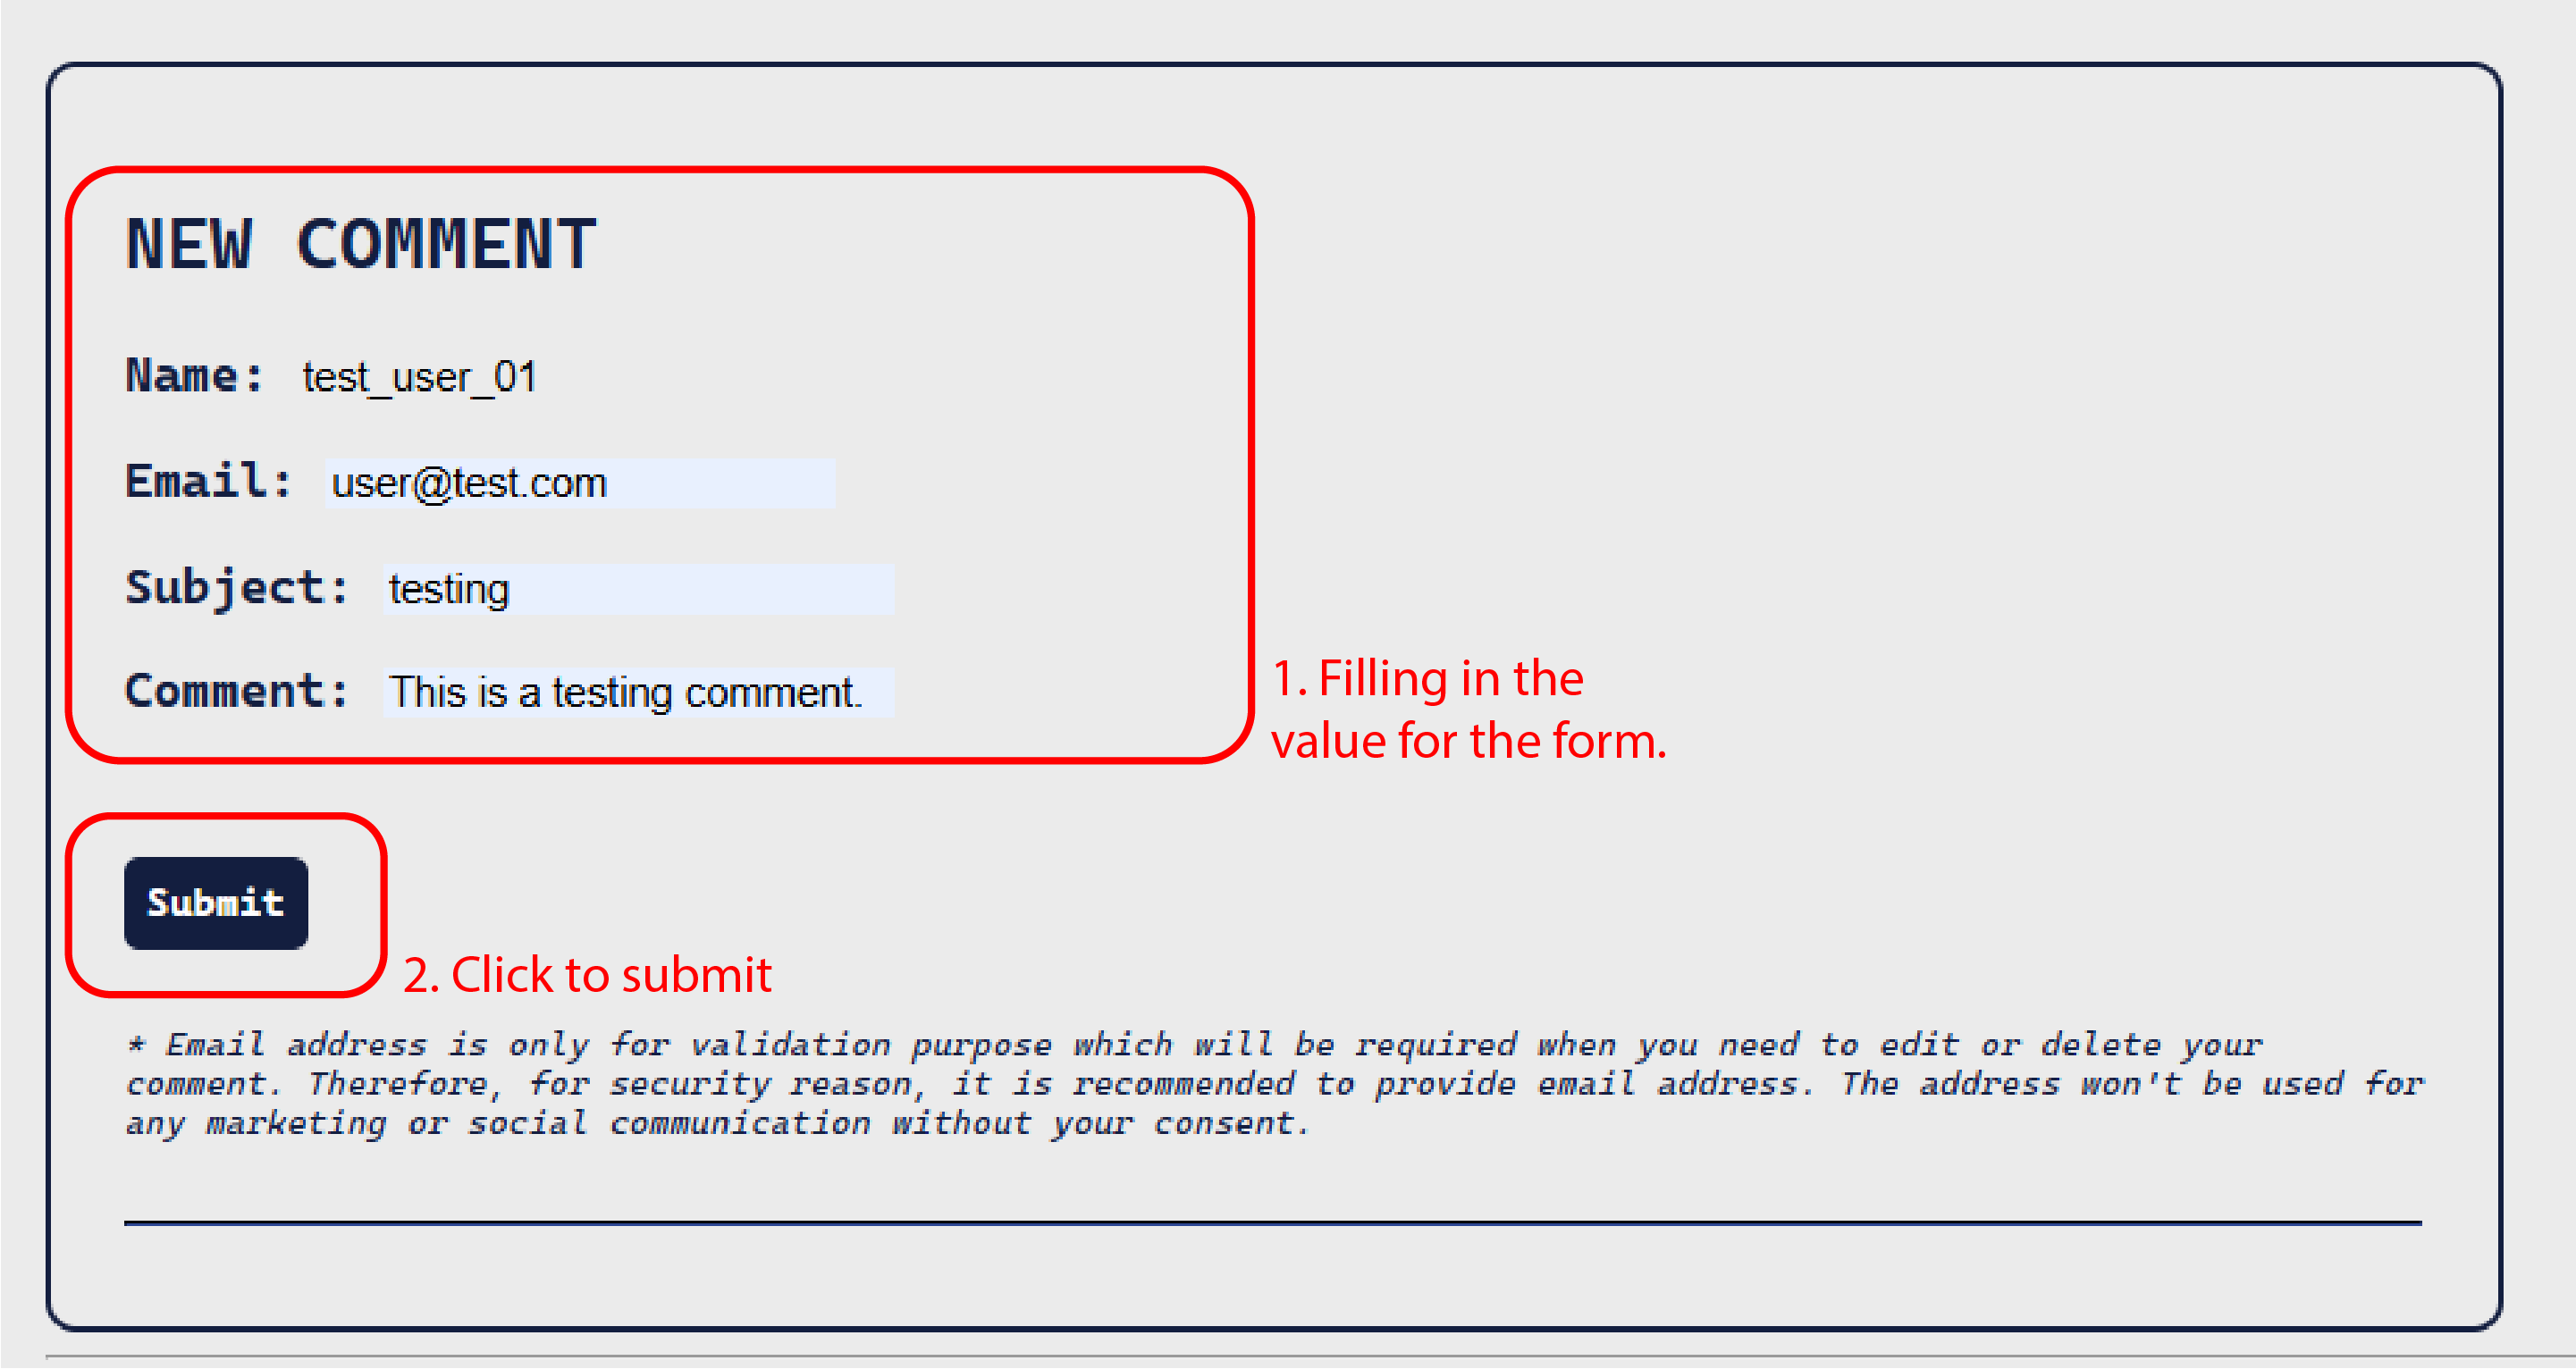 NEW COMMENT
Name: test_user_01
Email: user@test.com
Subject: testing
Comment: This is a testing comment.
1. Filling in the
value for the form.
Submit
2. Click to submit
* Email address is only for validation purpose which will be required when you need to edit or delete your
comment. Therefore, for security reason, it is recommended to provide email address. The address won't be used for
any marketing or social communication without your consent.